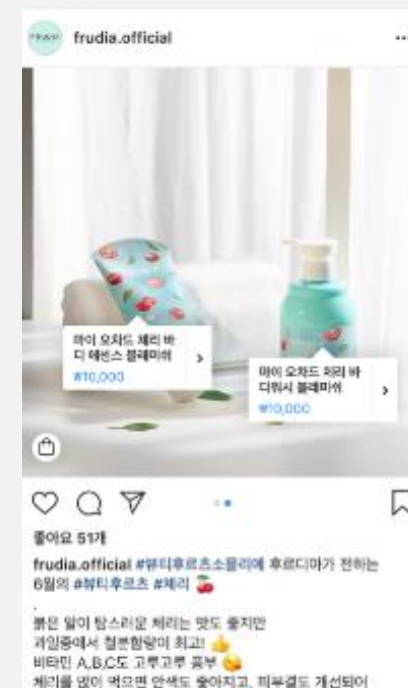 frudia.official
마이 오차드 체리 바
디 에센스 블레미쉬
₩10,000
마이 오차드 체리 바
디워시 블레미쉬
₩10,000
좋아요 51개
frudia.official #뷰티후르츠소믈리에 후르디아가 전하는
6월의 #뷰티후르츠 #체리 🍒
.
붉은 알이 탐스러운 체리는 맛도 좋지만
과일중에서 철분함량이 최고! 👍
비타민 A,B,C도 고루고루 풍부 😋
체리를 많이 먹으면 안색도 좋아지고, 피부결도 개선되어